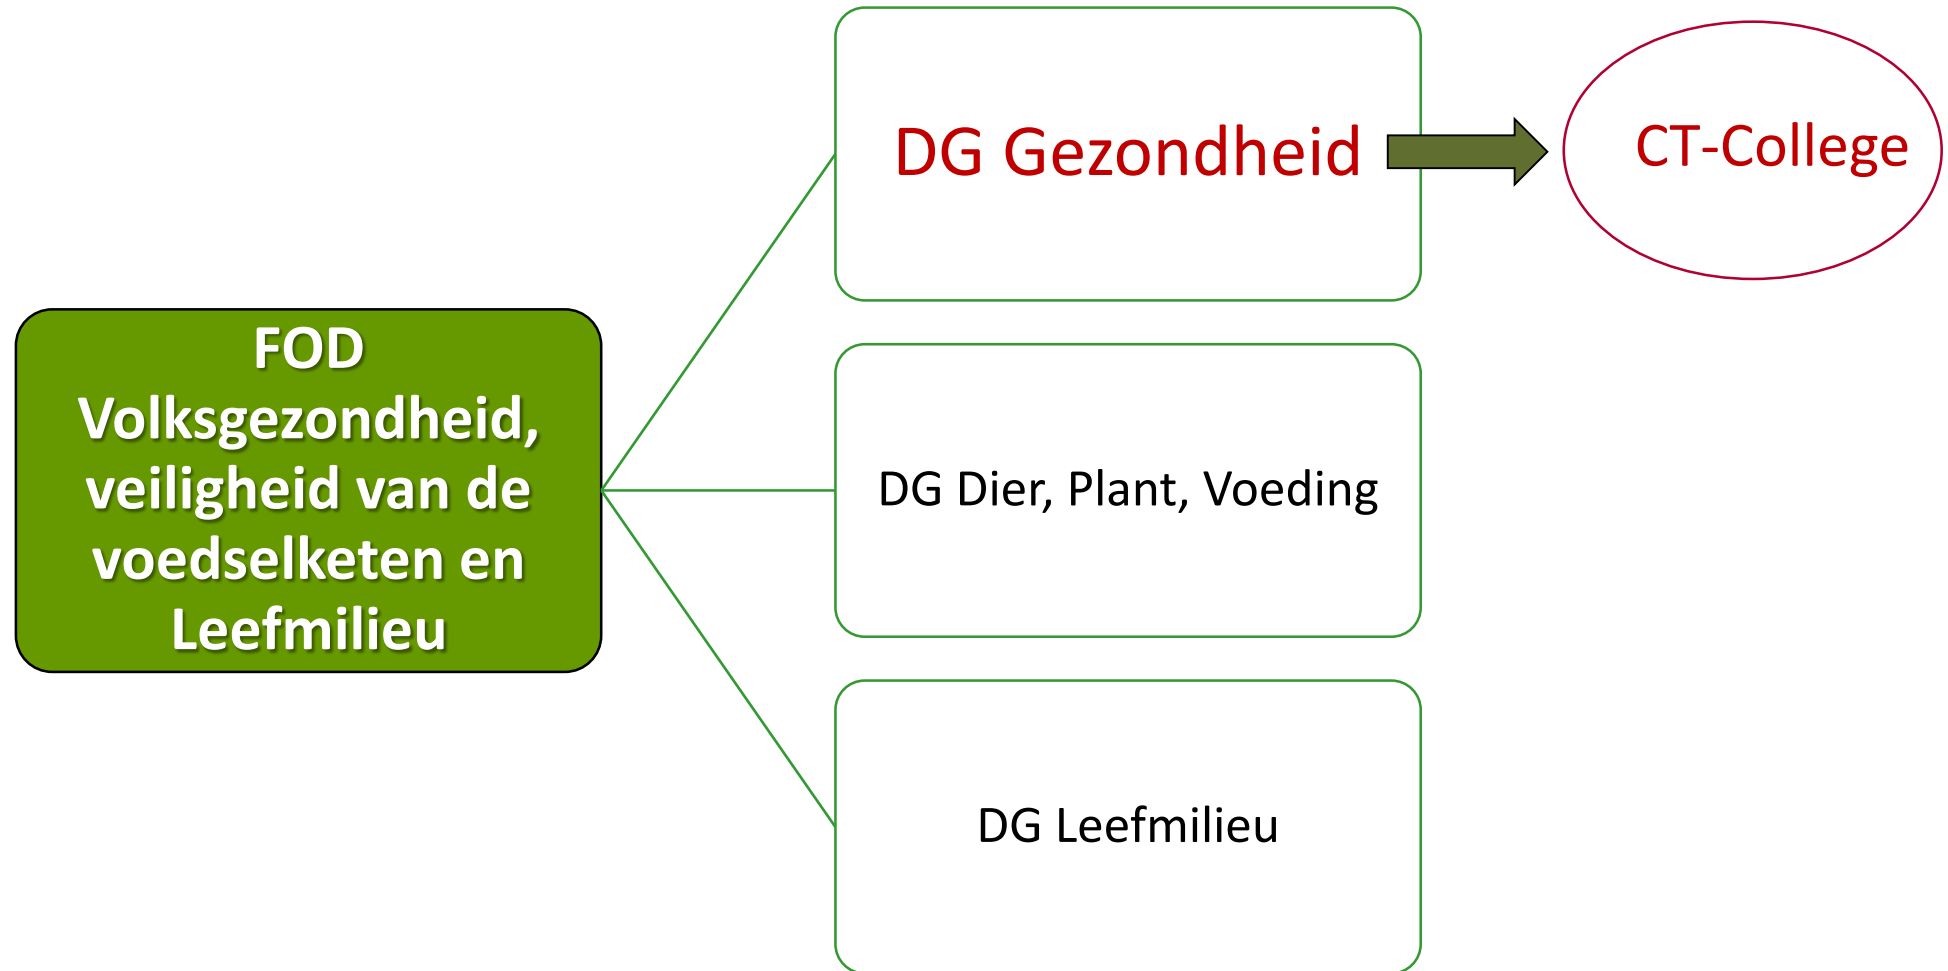 FOD
Volksgezondheid,
veiligheid van de
voedselketen en
Leefmilieu
DG Gezondheid
CT-College
DG Dier, Plant, Voeding
DG Leefmilieu